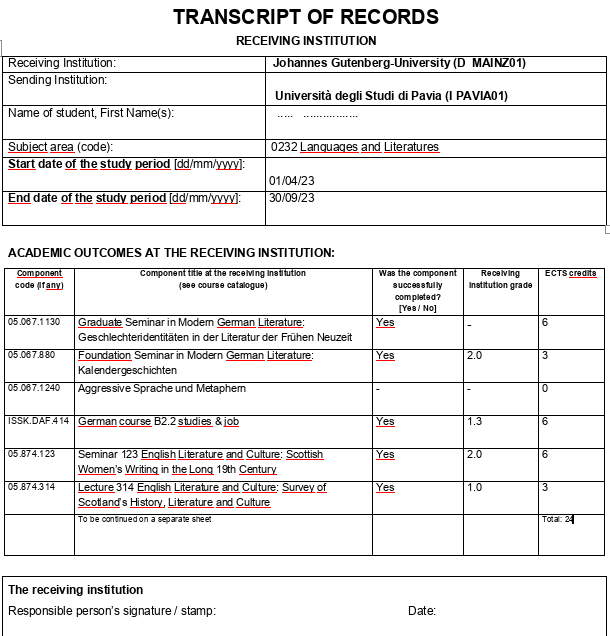 TRANSCRIPT OF RECORDS
RECEIVING INSTITUTION
Receiving Institution: Johannes Gutenberg-University (D MAINZ01)
Sending Institution:
Università degli Studi di Pavia (I PAVIA01)
Name of student, First Name(s): ..... .................
Subject area (code): 0232 Languages and Literatures
Start date of the study period [dd/mm/yyyy]:
01/04/23
End date of the study period [dd/mm/yyyy]: 30/09/23
ACADEMIC OUTCOMES AT THE RECEIVING INSTITUTION:
Component Component title at the receiving institution Was the component Receiving ECTS credits
code (if any) (see course catalogue) successfully institution grade
completed?
[Yes / No]
05.067.1130 Graduate Seminar in Modern German Literature: Yes - 6
Geschlechteridentitäten in der Literatur der Frühen Neuzeit
05.067.880 Foundation Seminar in Modern German Literature: Yes 2.0 3
Kalendergeschichten
05.067.1240 Aggressive Sprache und Metaphern - - 0
ISSK.DAF.414 German course B2.2 studies & job Yes 1.3 6
05.874.123 Seminar 123 English Literature and Culture: Scottish Yes 2.0 6
Women's Writing in the Long 19th Century
05.874.314 Lecture 314 English Literature and Culture: Survey of Yes 1.0 3
Scotland's History, Literature and Culture
To be continued on a separate sheet Total: 24
The receiving institution
Responsible person's signature / stamp: Date: